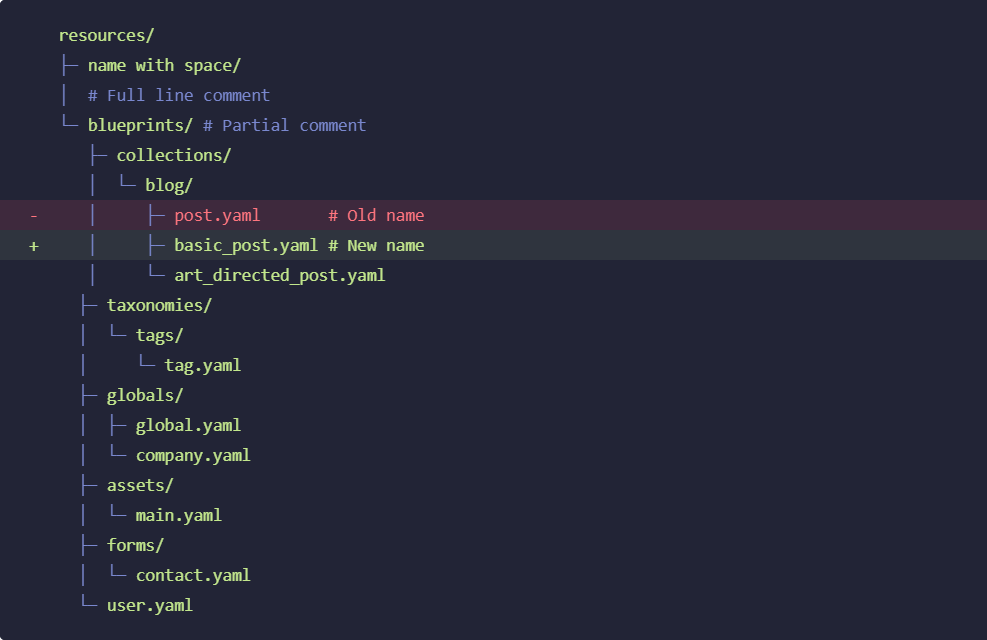 resources/
├─ name with space/
│  # Full line comment
└─ blueprints/ # Partial comment
   ├─ collections/
   │  └─ blog/
-  │     ├─ post.yaml       # Old name
+  │     ├─ basic_post.yaml # New name
   │     └─ art_directed_post.yaml
  ├─ taxonomies/
  │  └─ tags/
  │     └─ tag.yaml
  ├─ globals/
  │  ├─ global.yaml
  │  └─ company.yaml
  ├─ assets/
  │  └─ main.yaml
  ├─ forms/
  │  └─ contact.yaml
  └─ user.yaml